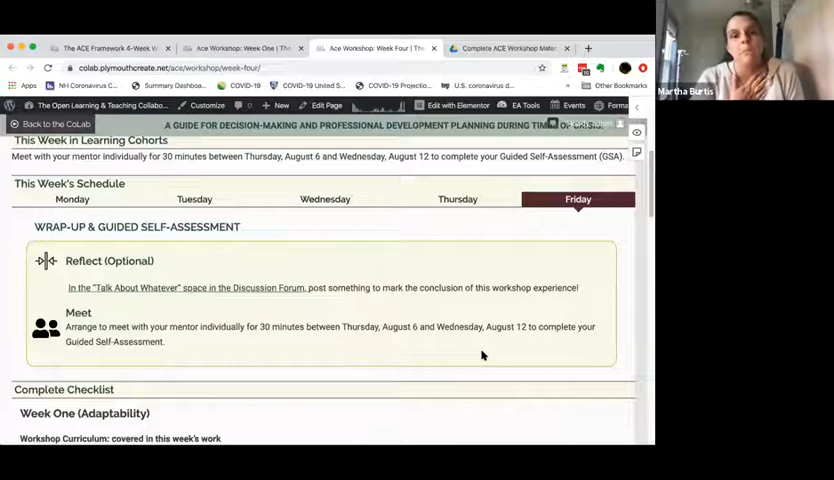 The ACE Framework 4-Week W
Ace Workshop: Week One | The
Ace Workshop: Week Four | The
Complete ACE Workshop Mater
colab.plymouthcreate.net/ace/workshop/week-four/
Apps
NH Coronavirus C...
Summary Dashboa...
COVID-19
COVID-19 United S...
COVID-19 Projectio...
U.S. coronavirus d...
Forms
The Open Learning & Teaching Collabo...
Customize
0
New
Edit Page
Edit with Elementor
EA Tools
Events
Forms
Back to the CoLab
A GUIDE FOR DECISION-MAKING AND PROFESSIONAL DEVELOPMENT PLANNING DURING TIMES OF CRISIS
This Week in Learning Cohorts
Meet with your mentor individually for 30 minutes between Thursday, August 6 and Wednesday, August 12 to complete your Guided Self-Assessment (GSA).
This Week's Schedule
Monday
Tuesday
Wednesday
Thursday
Friday
WRAP-UP & GUIDED SELF-ASSESSMENT
Reflect (Optional)
In the "Talk About Whatever" space in the Discussion Forum, post something to mark the conclusion of this workshop experience!
Meet
Arrange to meet with your mentor individually for 30 minutes between Thursday, August 6 and Wednesday, August 12 to complete your
Guided Self-Assessment.
Complete Checklist
Week One (Adaptability)
Workshop Curriculum: covered in this week's work
Martha Burtis